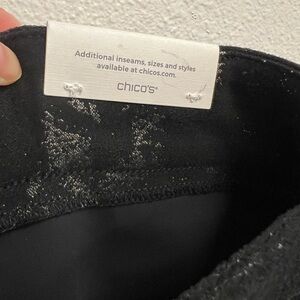 Additional inseams, sizes and styles
available at chicos.com.
chico's®